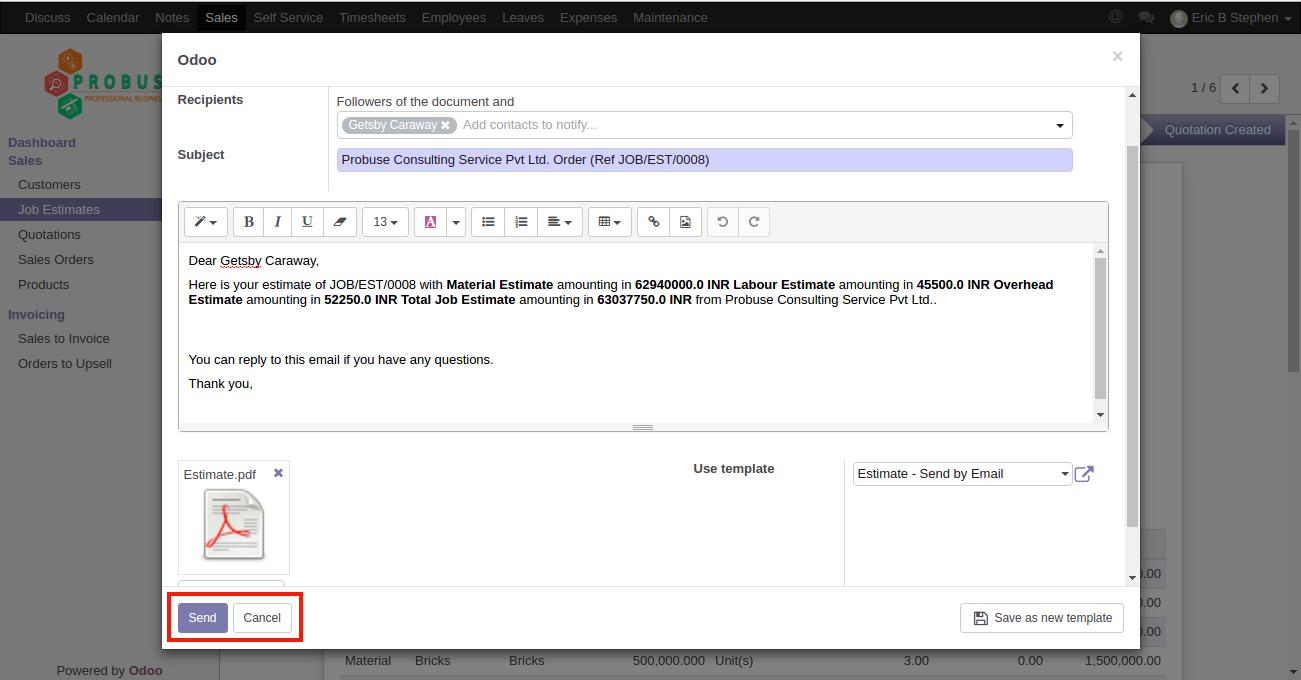 Discuss Calendar Notes Sales Self Service Timesheets Employees Leaves Expenses Maintenance @ Eric B Stephen
PROBUS
PROFESSIONAL BUSINES
Dashboard
Sales
Customers
Job Estimates
Quotations
Sales Orders
Products
Invoicing
Sales to Invoice
Orders to Upsell
Powered by Odoo
1 / 6
Quotation Created
Odoo ×
Recipients
Followers of the document and
Getsby Caraway ✖ Add contacts to notify...
Subject
Probuse Consulting Service Pvt Ltd. Order (Ref JOB/EST/0008)
B I U 13 A
Dear Getsby Caraway,
Here is your estimate of JOB/EST/0008 with Material Estimate amounting in 62940000.0 INR Labour Estimate amounting in 45500.0 INR Overhead
Estimate amounting in 52250.0 INR Total Job Estimate amounting in 63037750.0 INR from Probuse Consulting Service Pvt Ltd..
You can reply to this email if you have any questions.
Thank you,
Estimate.pdf ✖
Use template
Estimate - Send by Email
Send Cancel Save as new template
.00
.00
.00
Material Bricks Bricks 500,000.000 Unit(s) 3.00 0.00 1,500,000.00